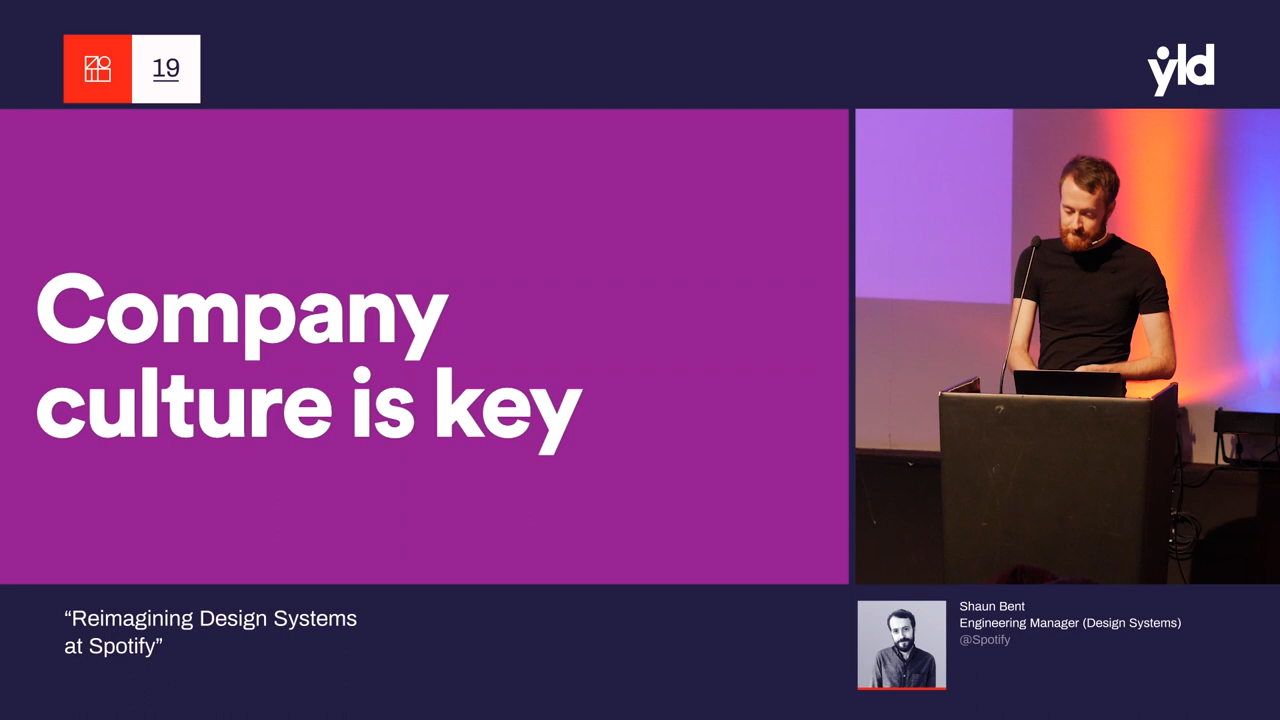 19
yld
Company
culture is key
“Reimagining Design Systems
at Spotify”
Shaun Bent
Engineering Manager (Design Systems)
@Spotify